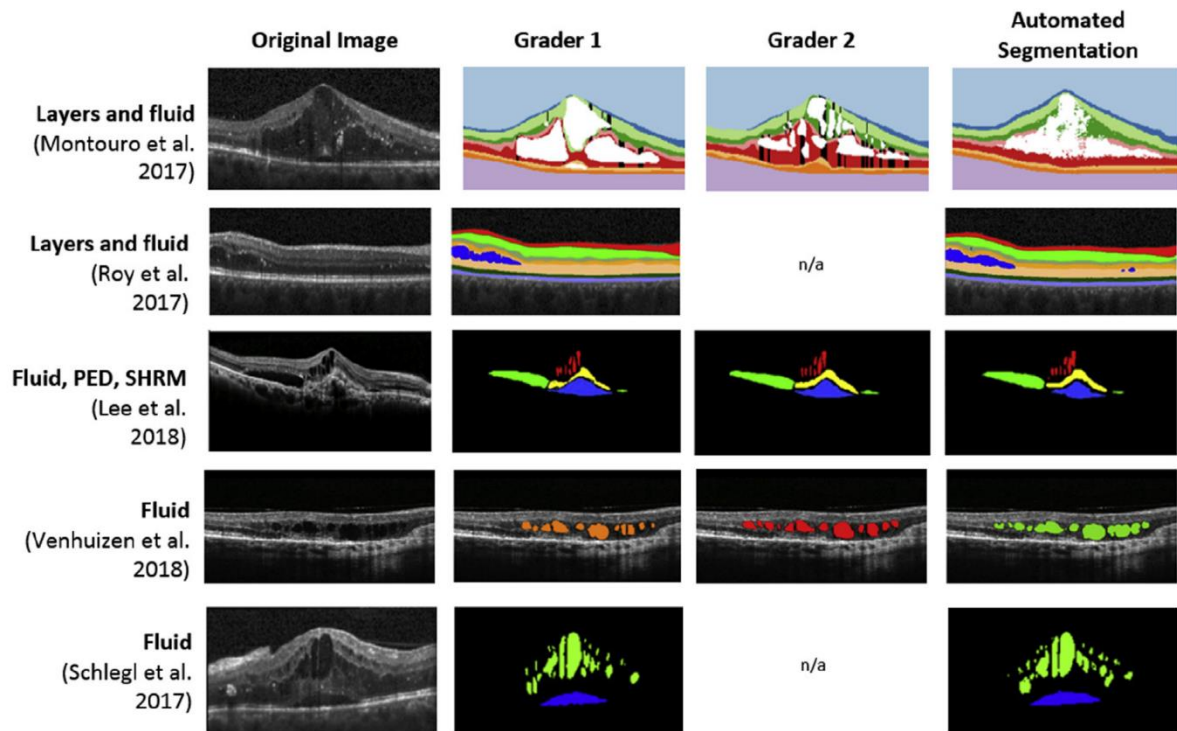 Original Image
Grader 1
Grader 2
Automated
Segmentation
Layers and fluid
(Montouro et al.
2017)
Layers and fluid
(Roy et al.
2017)
n/a
Fluid, PED, SHRM
(Lee et al.
2018)
Fluid
(Venhuizen et al.
2018)
Fluid
(Schlegl et al.
2017)
n/a